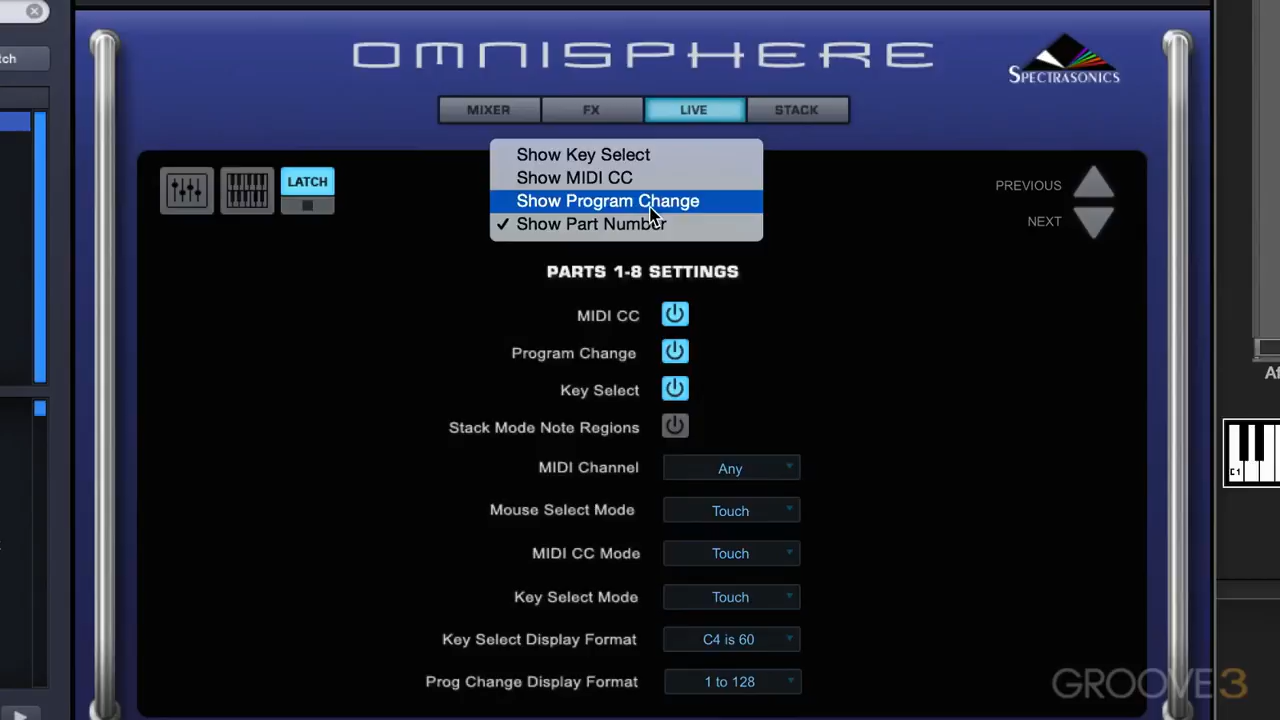 tch
OMNISPHERE
SPECTRASONICS
MIXER
FX
LIVE
STACK
LATCH
Show Key Select
Show MIDI CC
Show Program Change
✓ Show Part Number
PREVIOUS
NEXT
PARTS 1-8 SETTINGS
MIDI CC
Program Change
Key Select
Stack Mode Note Regions
MIDI Channel Any
Mouse Select Mode Touch
MIDI CC Mode Touch
Key Select Mode Touch
Key Select Display Format C4 is 60
Prog Change Display Format 1 to 128
Af
C1
GROOVE3